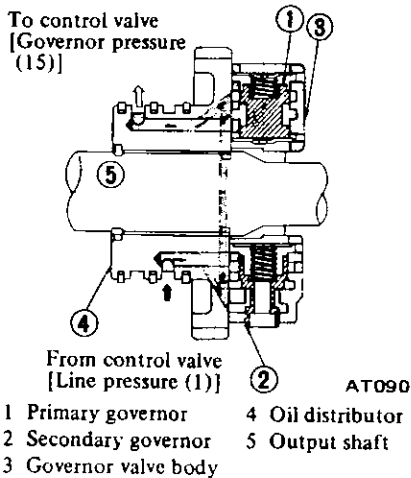 To control valve
[Governor pressure
(15)]
1
3
5
4
From control valve
[Line pressure (1)]
2
AT090
1 Primary governor
2 Secondary governor
3 Governor valve body
4 Oil distributor
5 Output shaft